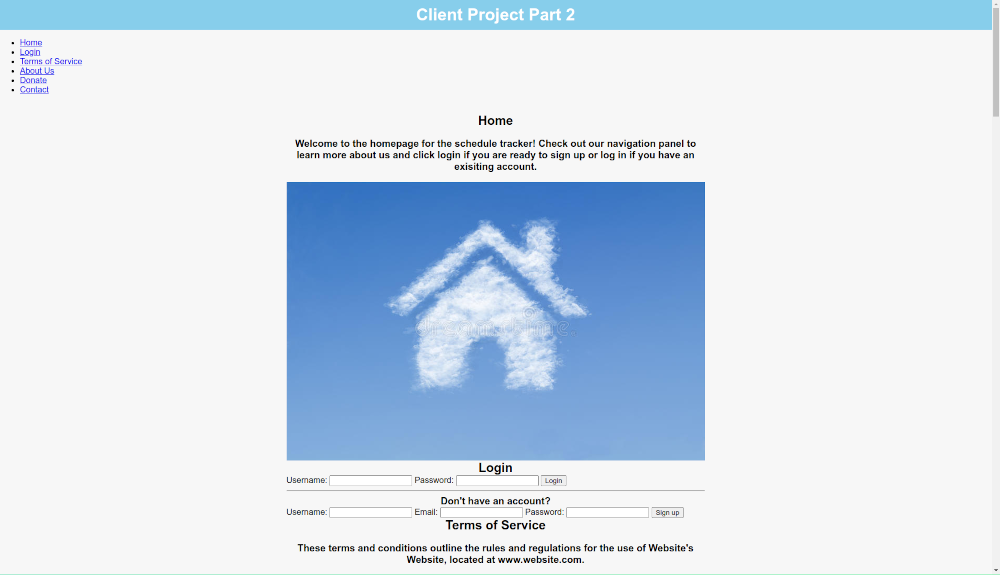 Client Project Part 2
Home
Login
Terms of Service
About Us
Donate
Contact
Home
Welcome to the homepage for the schedule tracker! Check out our navigation panel to
learn more about us and click login if you are ready to sign up or log in if you have an
exisiting account.
dreamstime
Login
Username: Password: Login
Don't have an account?
Username: Email: Password: Sign up
Terms of Service
These terms and conditions outline the rules and regulations for the use of Website's
Website, located at www.website.com.